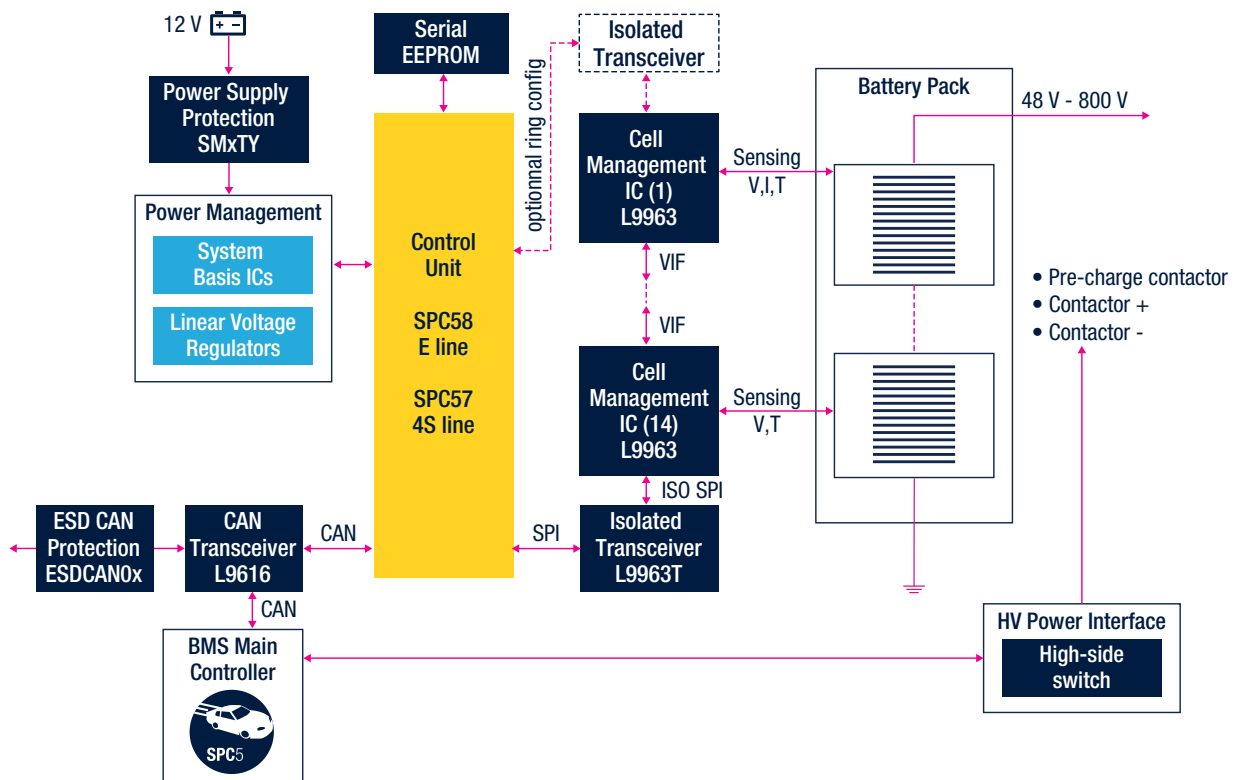 12 V
Power Supply
Protection
SMxTY
Power Management
System
Basis ICs
Linear Voltage
Regulators
Serial
EEPROM
Control
Unit
SPC58
E line
SPC57
4S line
optionnal ring config
Isolated
Transceiver
Cell
Management
IC (1)
L9963
VIF
VIF
Cell
Management
IC (14)
L9963
ISO SPI
Isolated
Transceiver
L9963T
SPI
Sensing
V,I,T
Sensing
V,T
Battery Pack
48 V - 800 V
• Pre-charge contactor
• Contactor +
• Contactor -
ESD CAN
Protection
ESDCAN0x
CAN
Transceiver
L9616
CAN
CAN
BMS Main
Controller
SPC5
HV Power Interface
High-side
switch